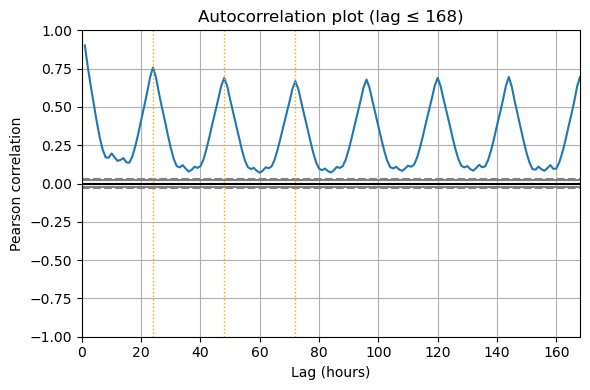 Autocorrelation plot (lag ≤ 168)
1.00
0.75
0.50
0.25
0.00
−0.25
−0.50
−0.75
−1.00
Pearson correlation
0 20 40 60 80 100 120 140 160
Lag (hours)